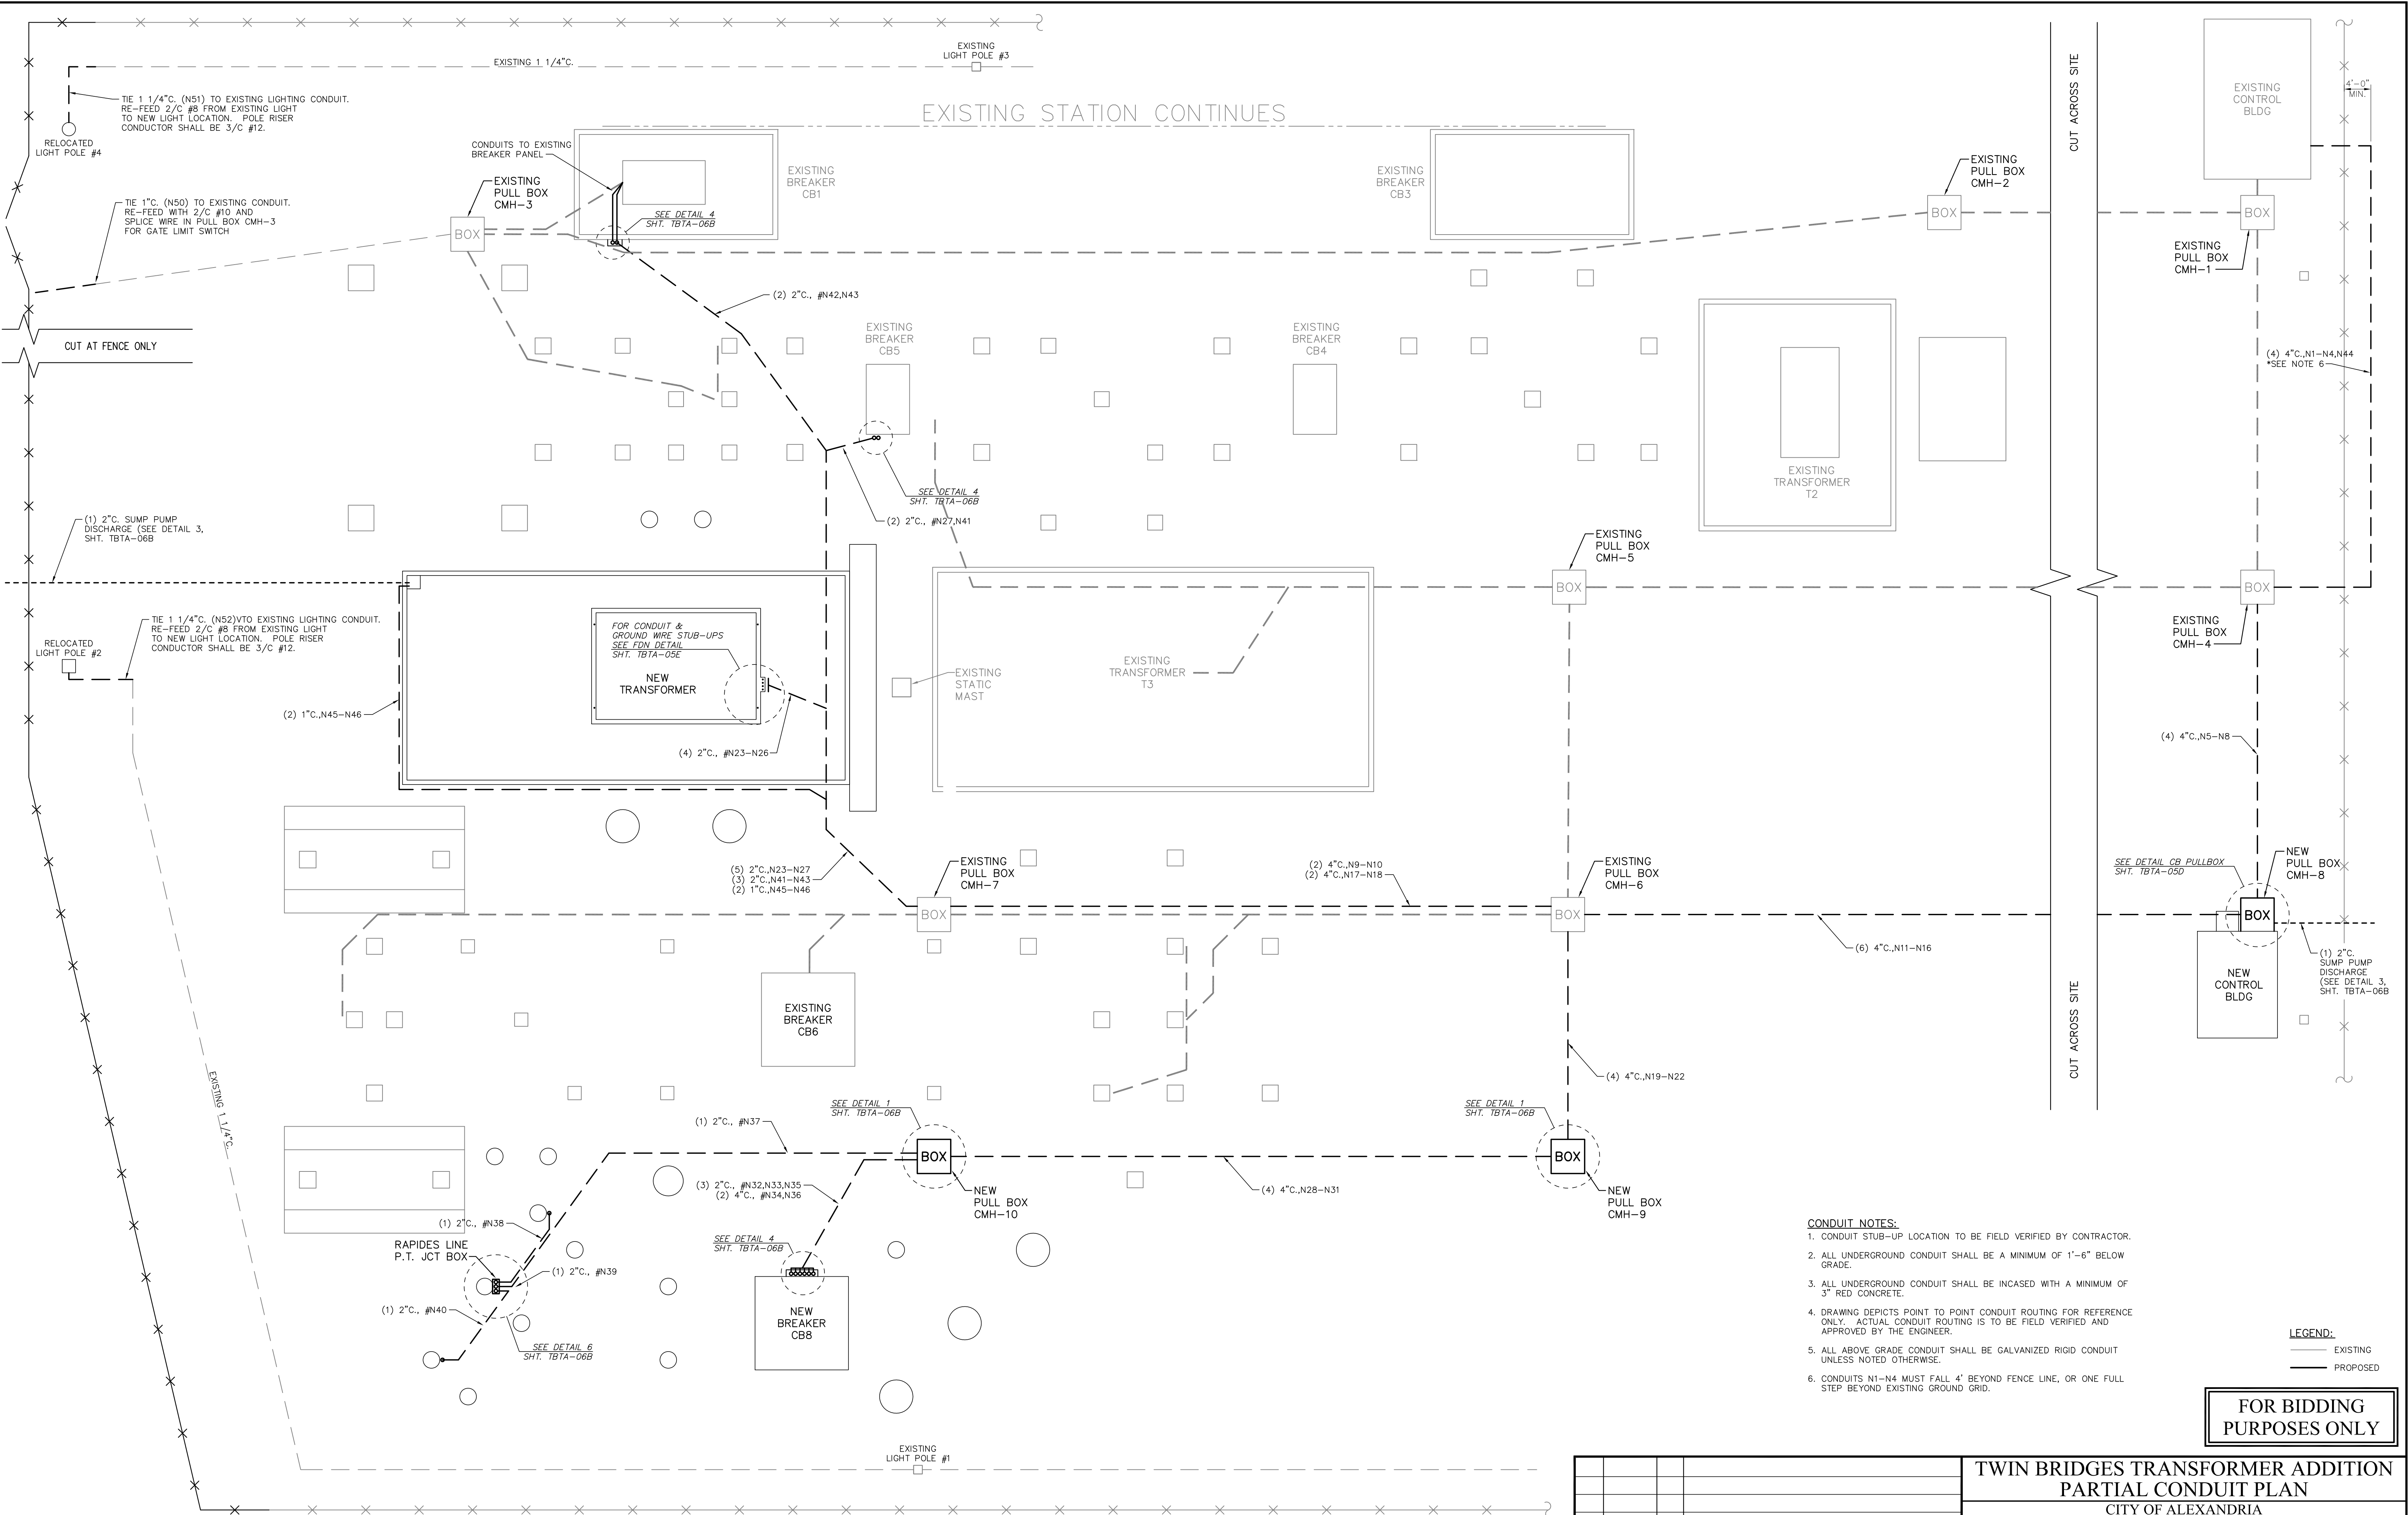 EXISTING
LIGHT POLE #3
EXISTING 1 1/4"C.
TIE 1 1/4"C. (N51) TO EXISTING LIGHTING CONDUIT.
RE-FEED 2/C #8 FROM EXISTING LIGHT
TO NEW LIGHT LOCATION. POLE RISER
CONDUCTOR SHALL BE 3/C #12.
RELOCATED
LIGHT POLE #4
EXISTING STATION CONTINUES
CUT ACROSS SITE
EXISTING
CONTROL
BLDG
4'-0"
MIN.
CONDUITS TO EXISTING
BREAKER PANEL
EXISTING
PULL BOX
CMH-3
EXISTING
BREAKER
CB1
EXISTING
BREAKER
CB3
EXISTING
PULL BOX
CMH-2
TIE 1"C. (N50) TO EXISTING CONDUIT.
RE-FEED WITH 2/C #10 AND
SPLICE WIRE IN PULL BOX CMH-3
FOR GATE LIMIT SWITCH
SEE DETAIL 4
SHT. TBTA-06B
BOX
BOX
BOX
EXISTING
PULL BOX
CMH-1
(2) 2"C., #N42,N43
CUT AT FENCE ONLY
EXISTING
BREAKER
CB5
EXISTING
BREAKER
CB4
(4) 4"C.,N1-N4,N44
*SEE NOTE 6
EXISTING
TRANSFORMER
T2
SEE DETAIL 4
SHT. TBTA-06B
(2) 2"C., #N27,N41
(1) 2"C. SUMP PUMP
DISCHARGE (SEE DETAIL 3,
SHT. TBTA-06B
EXISTING
PULL BOX
CMH-5
BOX
BOX
TIE 1 1/4"C. (N52)VTO EXISTING LIGHTING CONDUIT.
RE-FEED 2/C #8 FROM EXISTING LIGHT
TO NEW LIGHT LOCATION. POLE RISER
CONDUCTOR SHALL BE 3/C #12.
RELOCATED
LIGHT POLE #2
FOR CONDUIT &
GROUND WIRE STUB-UPS
SEE FDN DETAIL
SHT. TBTA-05E
NEW
TRANSFORMER
EXISTING
STATIC
MAST
EXISTING
TRANSFORMER
T3
EXISTING
PULL BOX
CMH-4
(2) 1"C.,N45-N46
(4) 2"C., #N23-N26
(4) 4"C.,N5-N8
(5) 2"C.,N23-N27
(3) 2"C.,N41-N43
(2) 1"C.,N45-N46
EXISTING
PULL BOX
CMH-7
(2) 4"C.,N9-N10
(2) 4"C.,N17-N18
EXISTING
PULL BOX
CMH-6
SEE DETAIL CB PULLBOX
SHT. TBTA-05D
NEW
PULL BOX
CMH-8
BOX
BOX
BOX
(6) 4"C.,N11-N16
(1) 2"C.
SUMP PUMP
DISCHARGE
(SEE DETAIL 3,
SHT. TBTA-06B
NEW
CONTROL
BLDG
EXISTING
BREAKER
CB6
CUT ACROSS SITE
EXISTING 1 1/4"C.
(4) 4"C.,N19-N22
SEE DETAIL 1
SHT. TBTA-06B
SEE DETAIL 1
SHT. TBTA-06B
(1) 2"C., #N37
BOX
BOX
(3) 2"C., #N32,N33,N35
(2) 4"C., #N34,N36
NEW
PULL BOX
CMH-10
(4) 4"C.,N28-N31
NEW
PULL BOX
CMH-9
(1) 2"C., #N38
RAPIDES LINE
P.T. JCT BOX
SEE DETAIL 4
SHT. TBTA-06B
(1) 2"C., #N39
(1) 2"C., #N40
SEE DETAIL 6
SHT. TBTA-06B
NEW
BREAKER
CB8
CONDUIT NOTES:
1. CONDUIT STUB-UP LOCATION TO BE FIELD VERIFIED BY CONTRACTOR.
2. ALL UNDERGROUND CONDUIT SHALL BE A MINIMUM OF 1'-6" BELOW
GRADE.
3. ALL UNDERGROUND CONDUIT SHALL BE INCASED WITH A MINIMUM OF
3" RED CONCRETE.
4. DRAWING DEPICTS POINT TO POINT CONDUIT ROUTING FOR REFERENCE
ONLY. ACTUAL CONDUIT ROUTING IS TO BE FIELD VERIFIED AND
APPROVED BY THE ENGINEER.
5. ALL ABOVE GRADE CONDUIT SHALL BE GALVANIZED RIGID CONDUIT
UNLESS NOTED OTHERWISE.
6. CONDUITS N1-N4 MUST FALL 4' BEYOND FENCE LINE, OR ONE FULL
STEP BEYOND EXISTING GROUND GRID.
LEGEND:
EXISTING
PROPOSED
FOR BIDDING
PURPOSES ONLY
EXISTING
LIGHT POLE #1
TWIN BRIDGES TRANSFORMER ADDITION
PARTIAL CONDUIT PLAN
CITY OF ALEXANDRIA